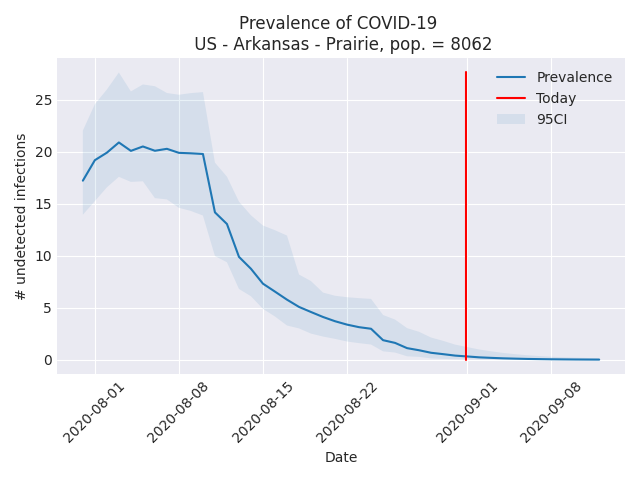 Prevalence of COVID-19
US - Arkansas - Prairie, pop. = 8062
Prevalence
Today
95CI
# undetected infections
25
20
15
10
5
0
2020-08-01
2020-08-08
2020-08-15
2020-08-22
2020-09-01
2020-09-08
Date